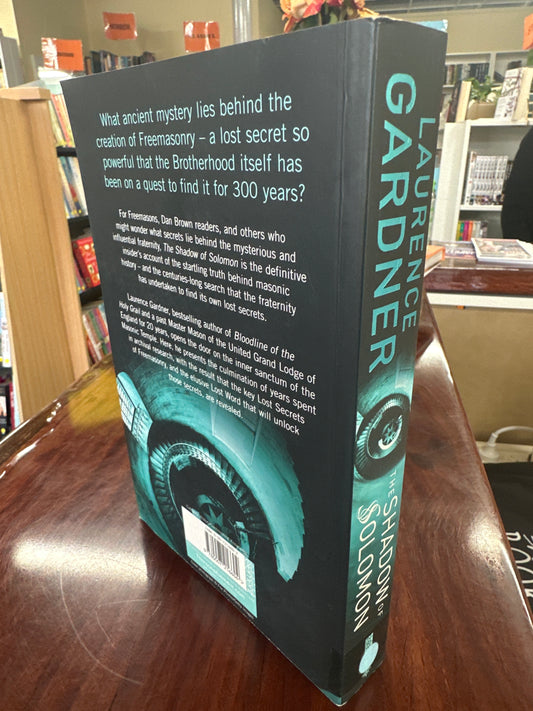 What ancient mystery lies behind the
creation of Freemasonry – a lost secret so
powerful that the Brotherhood itself has
been on a quest to find it for 300 years?
For Freemasons, Dan Brown readers, and others who
might wonder what secrets lie behind the mysterious and
influential fraternity, The Shadow of Solomon is the definitive
insider's account of the startling truth behind masonic
history – and the centuries-long search that the fraternity
has undertaken to find its own lost secrets.
Laurence Gardner, bestselling author of Bloodline of the
Holy Grail and a past Master Mason of the United Grand Lodge of
England for 20 years, opens the door on the inner sanctum of the
Masonic Temple. Here, he presents the culmination of years spent
in archival research, with the result that the key Lost Secrets
of Freemasonry, and the elusive Lost Word that will unlock
those secrets, are revealed.
LAURENCE
GARDNER
THE SHADOW OF
SOLOMON